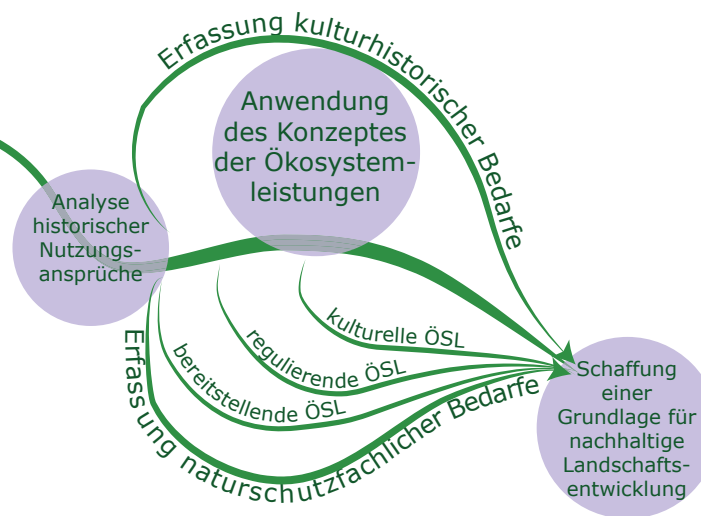 Erfassung kulturhistorischer Bedarfe
Anwendung
des Konzeptes
der Ökosystem-
leistungen
Analyse
historischer
Nutzungs-
ansprüche
kulturelle ÖSL
regulierende ÖSL
bereitstellende ÖSL
Erfassung naturschutzfachlicher Bedarfe
Schaffung
einer
Grundlage für
nachhaltige
Landschafts-
entwicklung